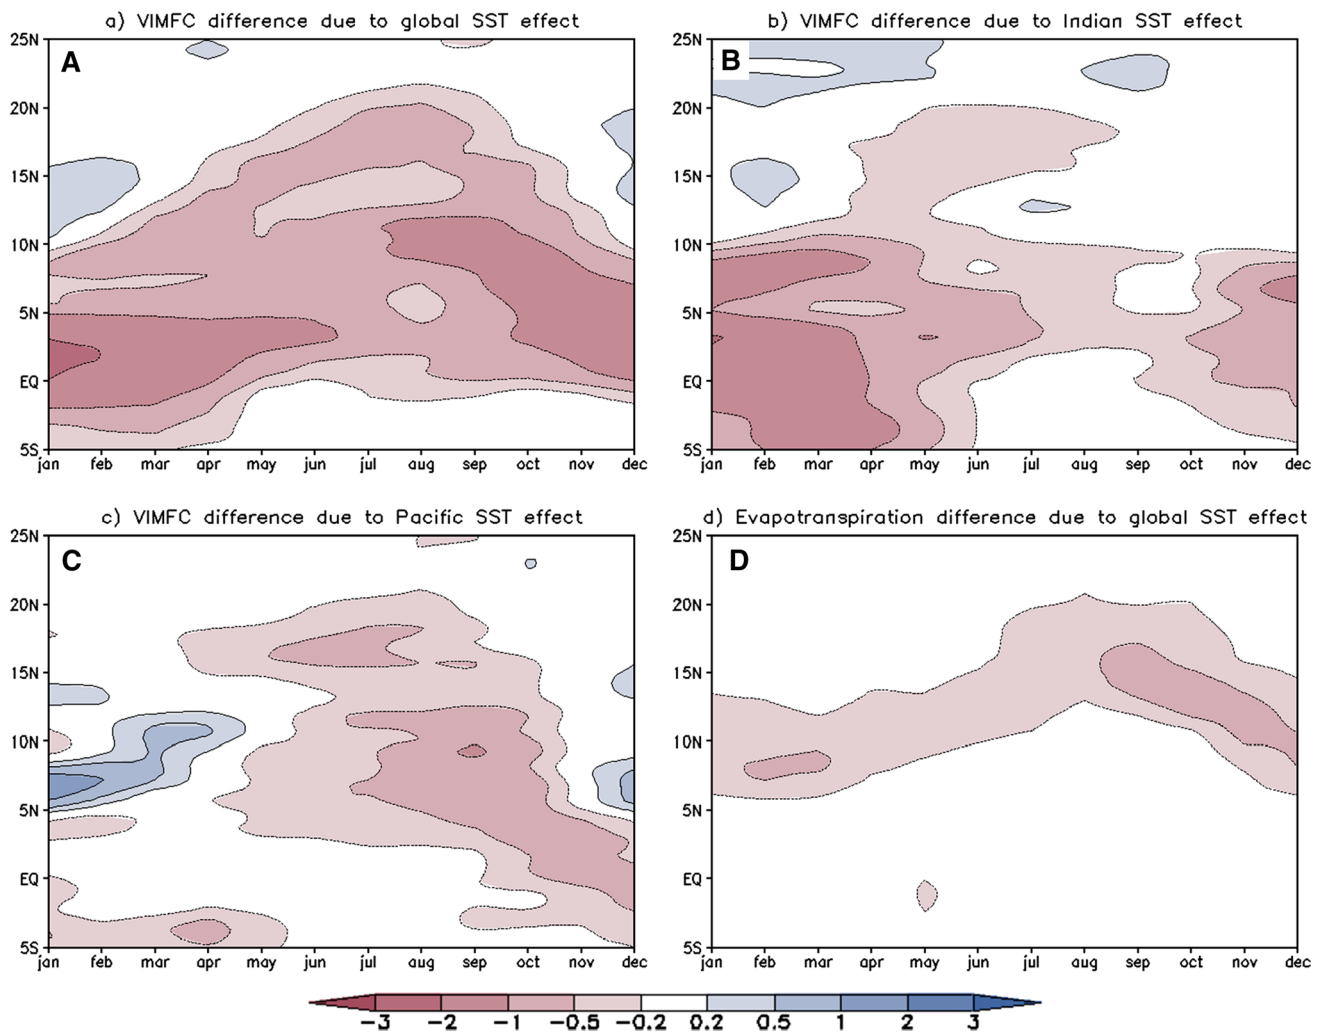 a) VIMFC difference due to global SST effect
A
25N
20N
15N
10N
5N
EQ
5S
jan feb mar apr may jun jul aug sep oct nov dec
b) VIMFC difference due to Indian SST effect
B
25N
20N
15N
10N
5N
EQ
5S
jan feb mar apr may jun jul aug sep oct nov dec
c) VIMFC difference due to Pacific SST effect
C
25N
20N
15N
10N
5N
EQ
5S
jan feb mar apr may jun jul aug sep oct nov dec
d) Evapotranspiration difference due to global SST effect
D
25N
20N
15N
10N
5N
EQ
5S
jan feb mar apr may jun jul aug sep oct nov dec
-3 -2 -1 -0.5 -0.2 0.2 0.5 1 2 3